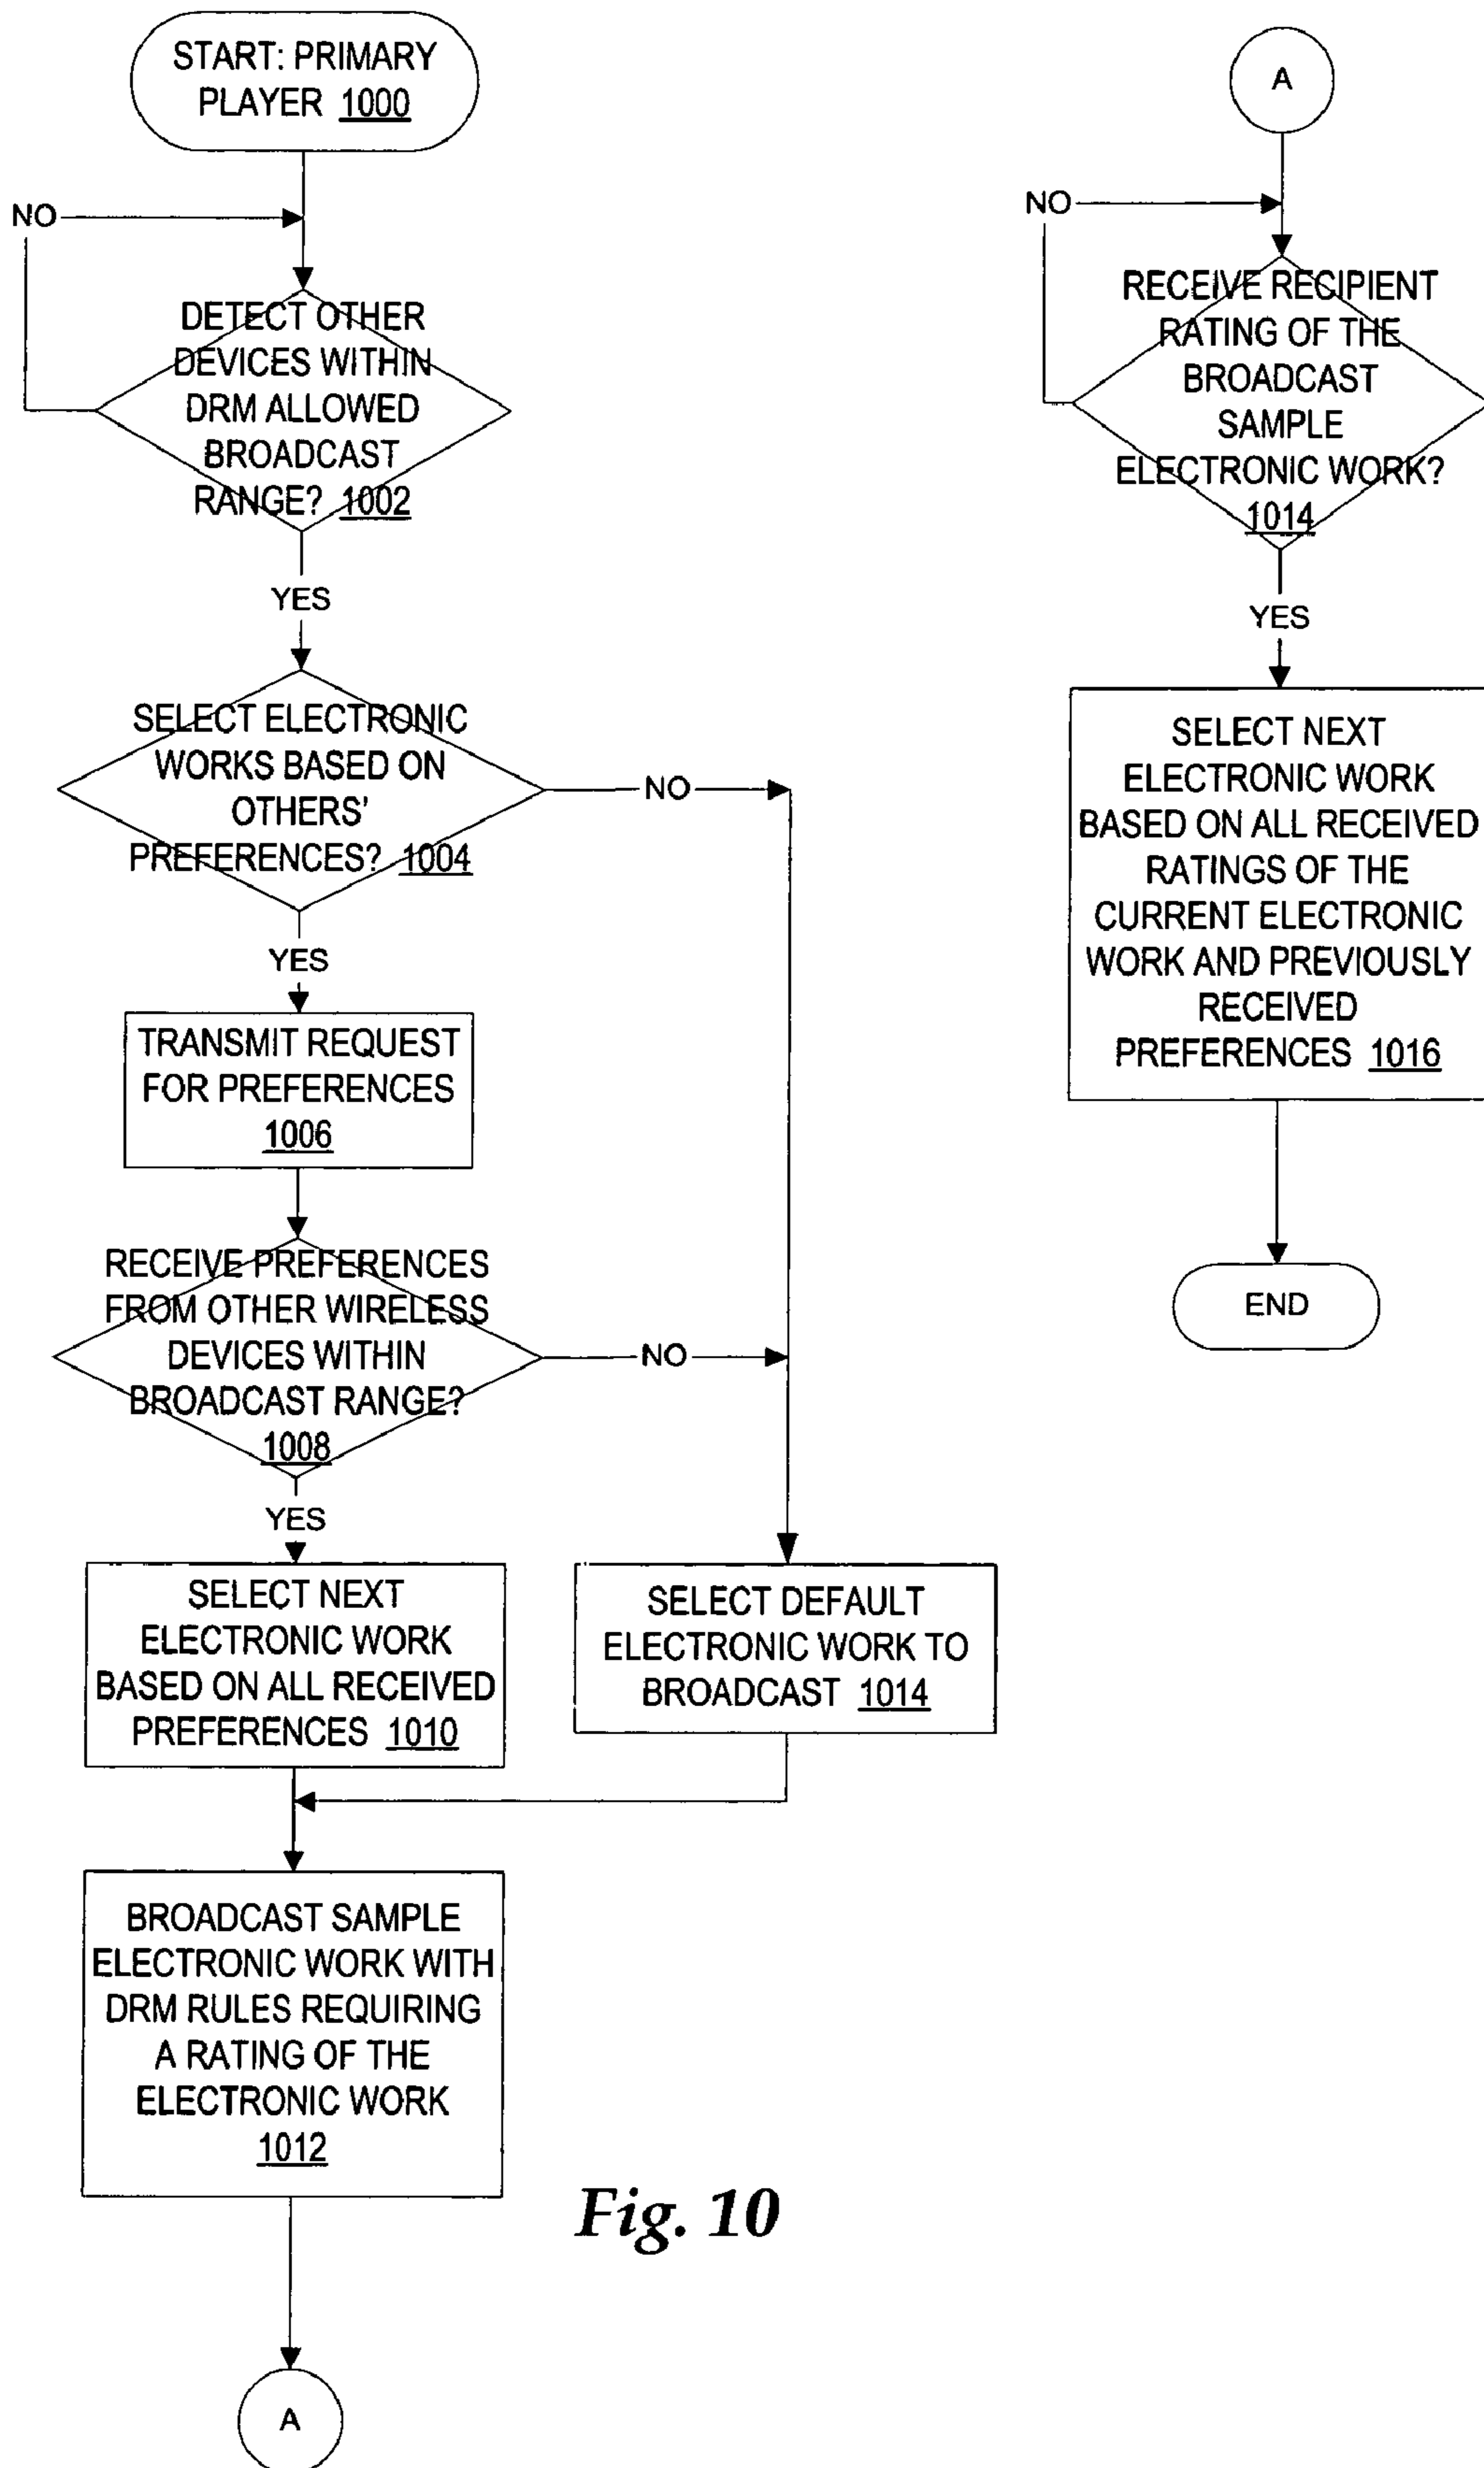 START: PRIMARY
PLAYER 1000
NO
DETECT OTHER
DEVICES WITHIN
DRM ALLOWED
BROADCAST
RANGE? 1002
YES
SELECT ELECTRONIC
WORKS BASED ON
OTHERS'
PREFERENCES? 1004
NO
YES
TRANSMIT REQUEST
FOR PREFERENCES
1006
RECEIVE PREFERENCES
FROM OTHER WIRELESS
DEVICES WITHIN
BROADCAST RANGE?
1008
NO
YES
SELECT NEXT
ELECTRONIC WORK
BASED ON ALL RECEIVED
PREFERENCES 1010
SELECT DEFAULT
ELECTRONIC WORK TO
BROADCAST 1014
BROADCAST SAMPLE
ELECTRONIC WORK WITH
DRM RULES REQUIRING
A RATING OF THE
ELECTRONIC WORK
1012
A
A
NO
RECEIVE RECIPIENT
RATING OF THE
BROADCAST
SAMPLE
ELECTRONIC WORK?
1014
YES
SELECT NEXT
ELECTRONIC WORK
BASED ON ALL RECEIVED
RATINGS OF THE
CURRENT ELECTRONIC
WORK AND PREVIOUSLY
RECEIVED
PREFERENCES 1016
END
Fig. 10